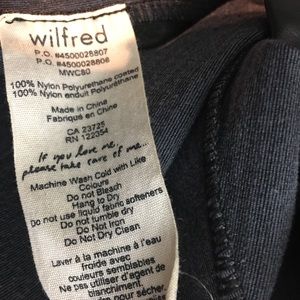 wilfred
P.O. #4500028807
P.O. #4500028806
MWC80
100% Nylon Polyurethane coated
100% Nylon enduit Polyuréthane
Made in China
Fabriqué en Chine
CA 23725
RN 122054
If you love me,
please take care of me...
Machine Wash Cold with Like
Colours
Do not Bleach
Hang to Dry
Do not use liquid fabric softeners
Do not tumble dry
Do not Iron
Do not Dry Clean
Laver à la machine à l'eau
froide avec
couleurs semblables
Ne pas utiliser d'agent de
blanchiment